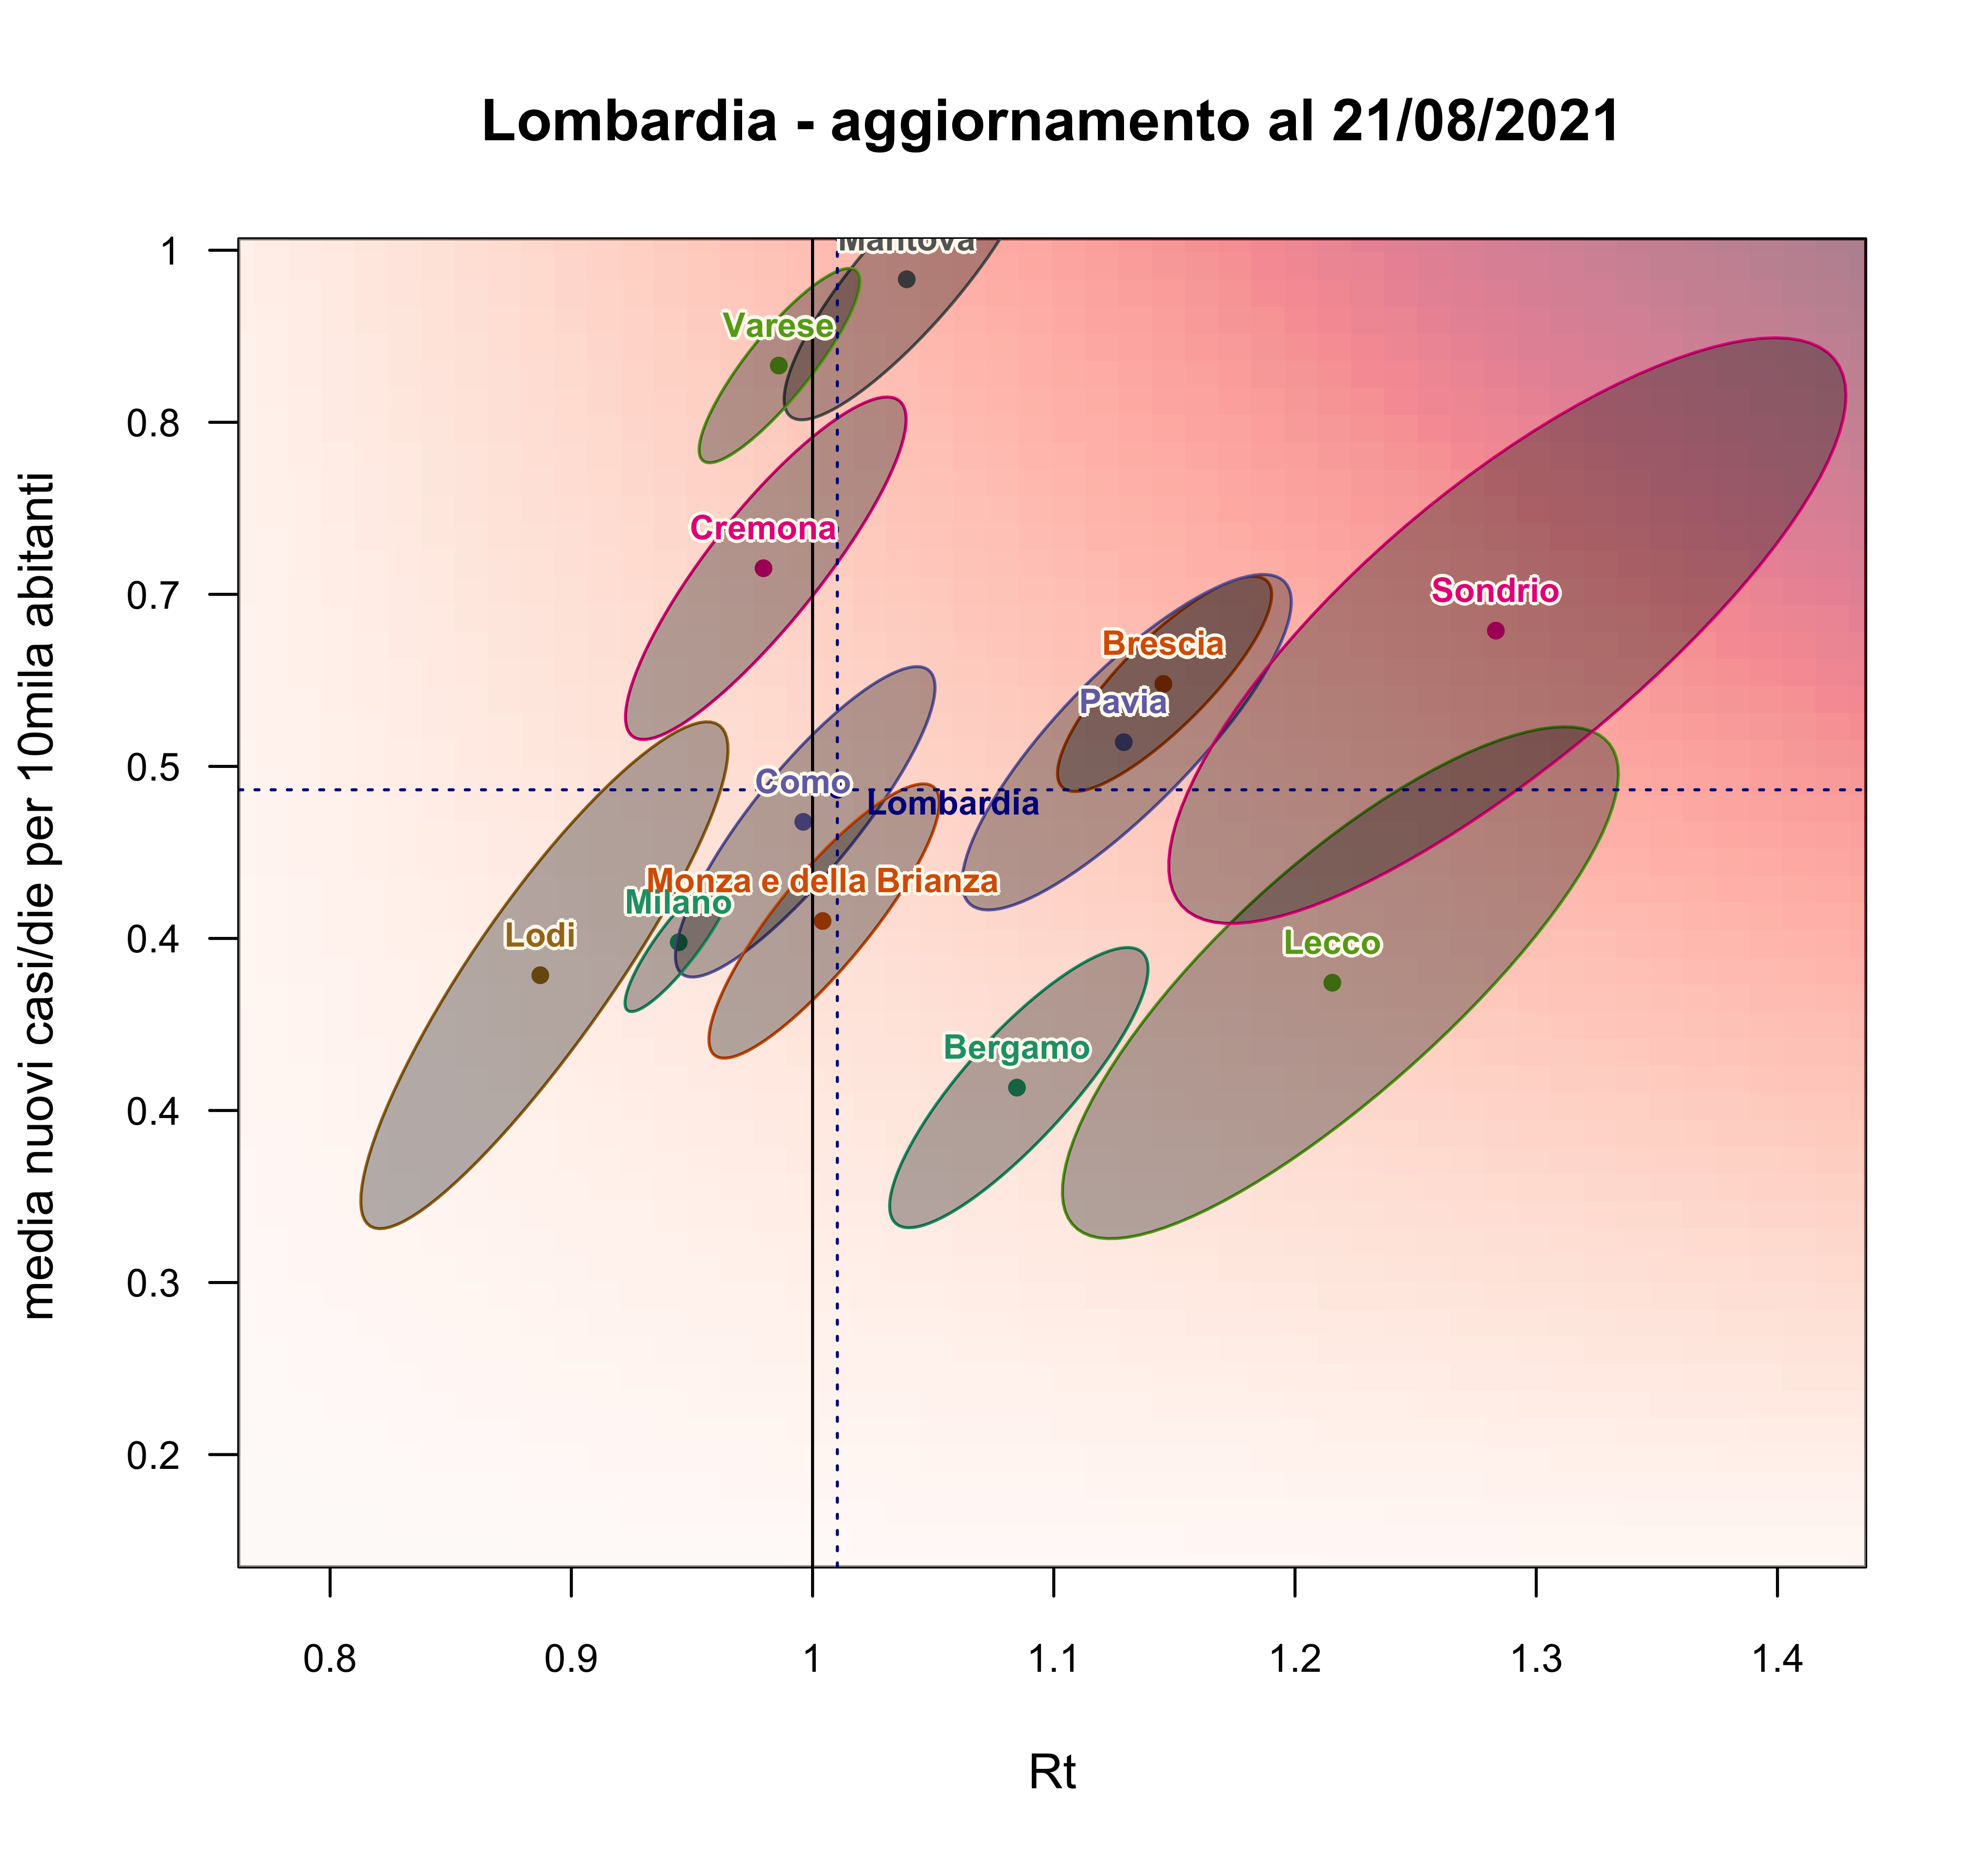 Lombardia - aggiornamento al 21/08/2021
media nuovi casi/die per 10mila abitanti
1
0.8
0.7
0.5
0.4
0.4
0.3
0.2
Mantova
Varese
Cremona
Sondrio
Brescia
Pavia
Como
Lombardia
Monza e della Brianza
Milano
Lodi
Lecco
Bergamo
0.8 0.9 1 1.1 1.2 1.3 1.4
Rt